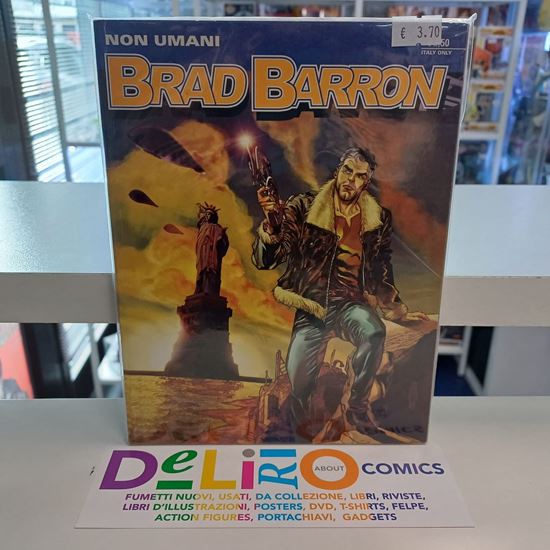 NON UMANI
€ 3.70
.50
ITALY ONLY
BRAD BARRON
DELIRIO ABOUT COMICS
FUMETTI NUOVI, USATI, DA COLLEZIONE, LIBRI, RIVISTE,
LIBRI D'ILLUSTRAZIONI, POSTERS, DVD, T-SHIRTS, FELPE,
ACTION FIGURES, PORTACHIAVI, GADGETS